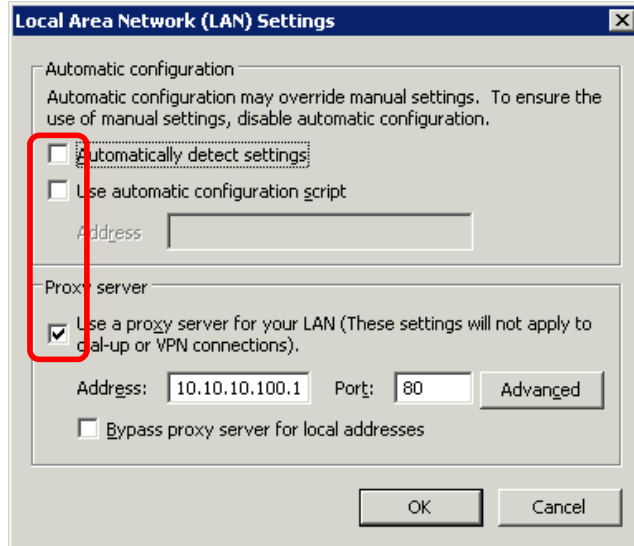 Local Area Network (LAN) Settings
Automatic configuration
Automatic configuration may override manual settings. To ensure the
use of manual settings, disable automatic configuration.
Automatically detect settings
Use automatic configuration script
Address
Proxy server
Use a proxy server for your LAN (These settings will not apply to
dial-up or VPN connections).
Address: 10.10.10.100.1 Port: 80 Advanced
Bypass proxy server for local addresses
OK Cancel